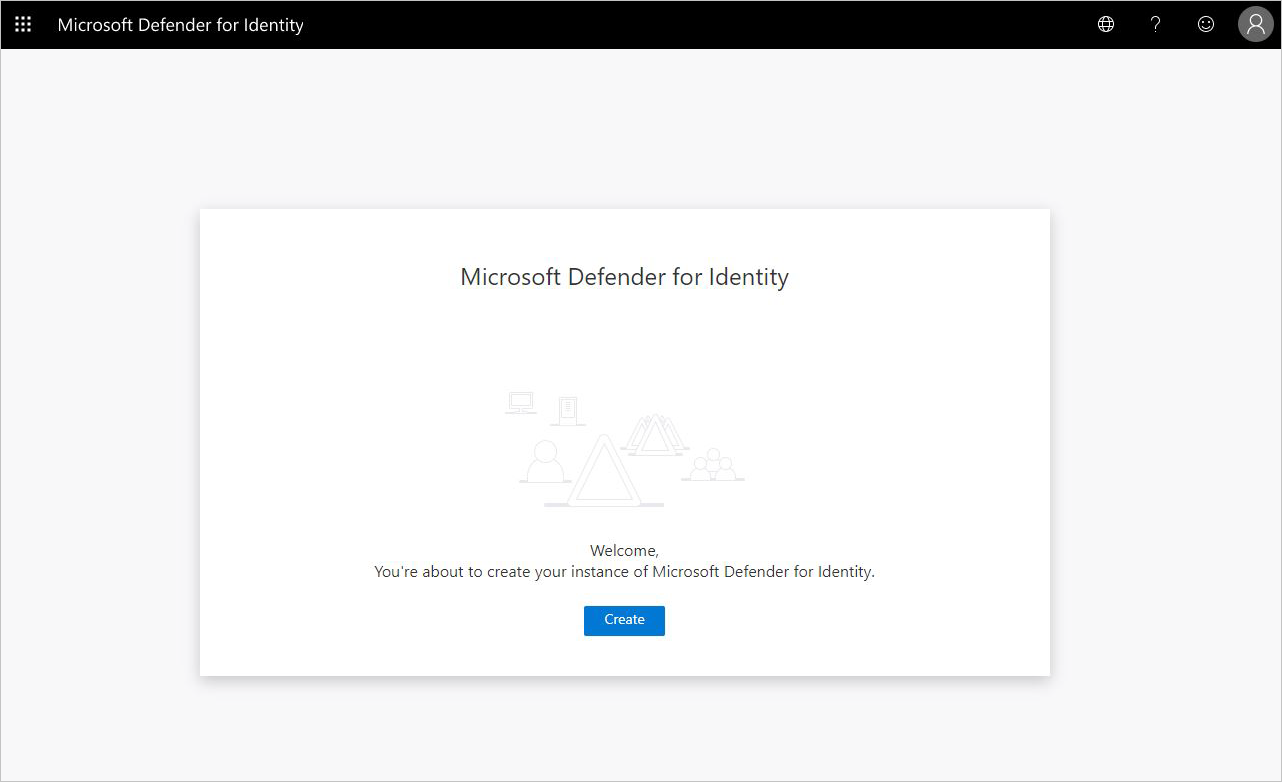 Microsoft Defender for Identity
Microsoft Defender for Identity
Welcome,
You're about to create your instance of Microsoft Defender for Identity.
Create